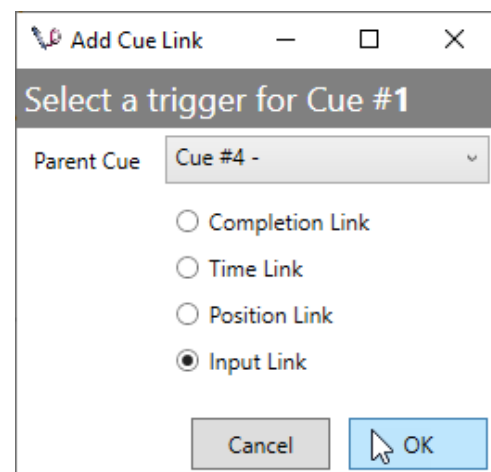 Add Cue Link
Select a trigger for Cue #1
Parent Cue Cue #4 -
Completion Link
Time Link
Position Link
Input Link
Cancel OK